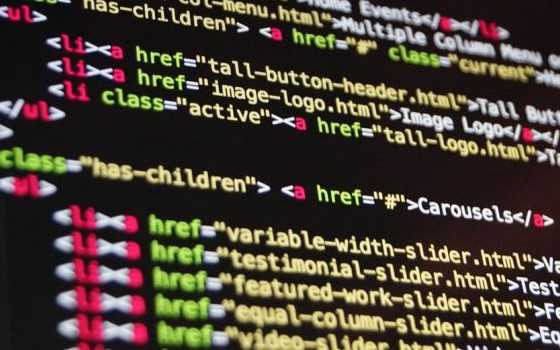 >Home Events</a></li>
has-children"> <a href="#" class="current">
-menu.html">Multiple Column Menu
<ul>
<li><a href="tall-button-header.html">Tall But
<li><a href="image-logo.html">Image Logo</a></
<li class="active"><a href="tall-logo.html">
</ul>
>
class="has-children"> <a href="#">Carousels</a>
<ul>
<li><a href="variable-width-slider.html">Va
<li><a href="testimonial-slider.html">Test
<li><a href="featured-work-slider.html">Fe
<li><a href="equal-column-slider.html">Eq
<li><a href="video-slider.html">